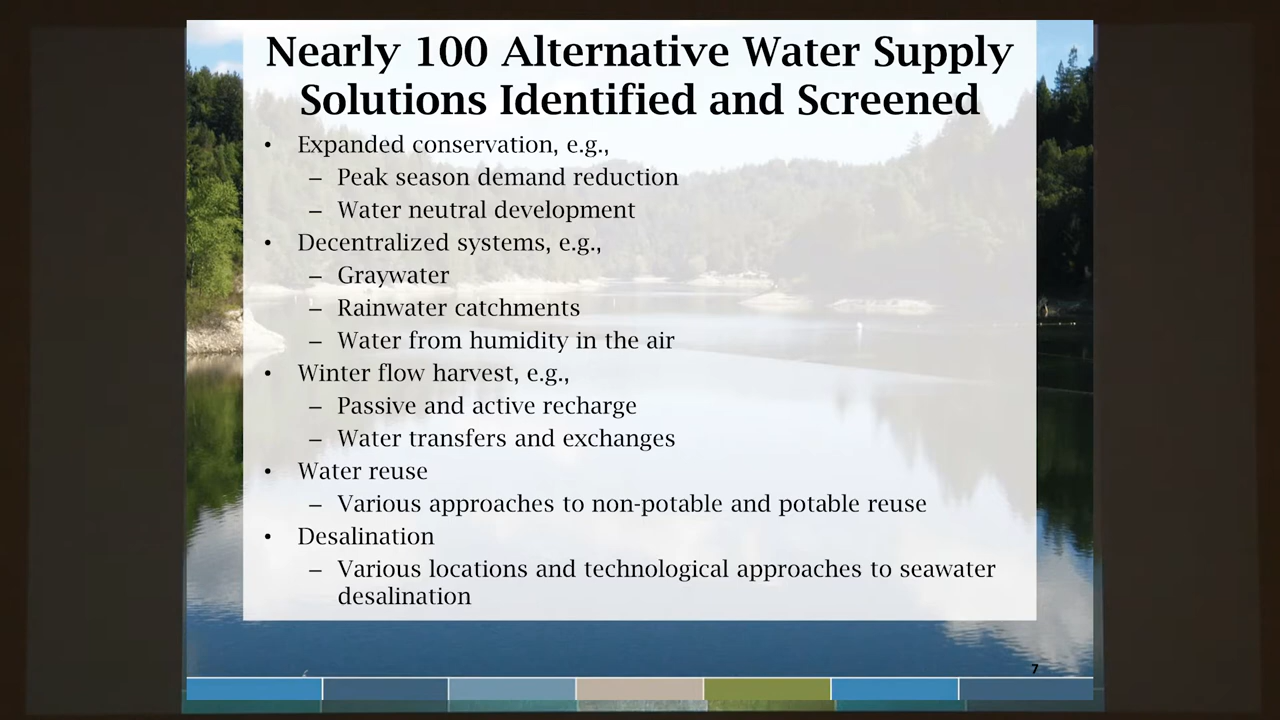 Nearly 100 Alternative Water Supply
Solutions Identified and Screened
• Expanded conservation, e.g.,
– Peak season demand reduction
– Water neutral development
• Decentralized systems, e.g.,
– Graywater
– Rainwater catchments
– Water from humidity in the air
• Winter flow harvest, e.g.,
– Passive and active recharge
– Water transfers and exchanges
• Water reuse
– Various approaches to non-potable and potable reuse
• Desalination
– Various locations and technological approaches to seawater
desalination
7